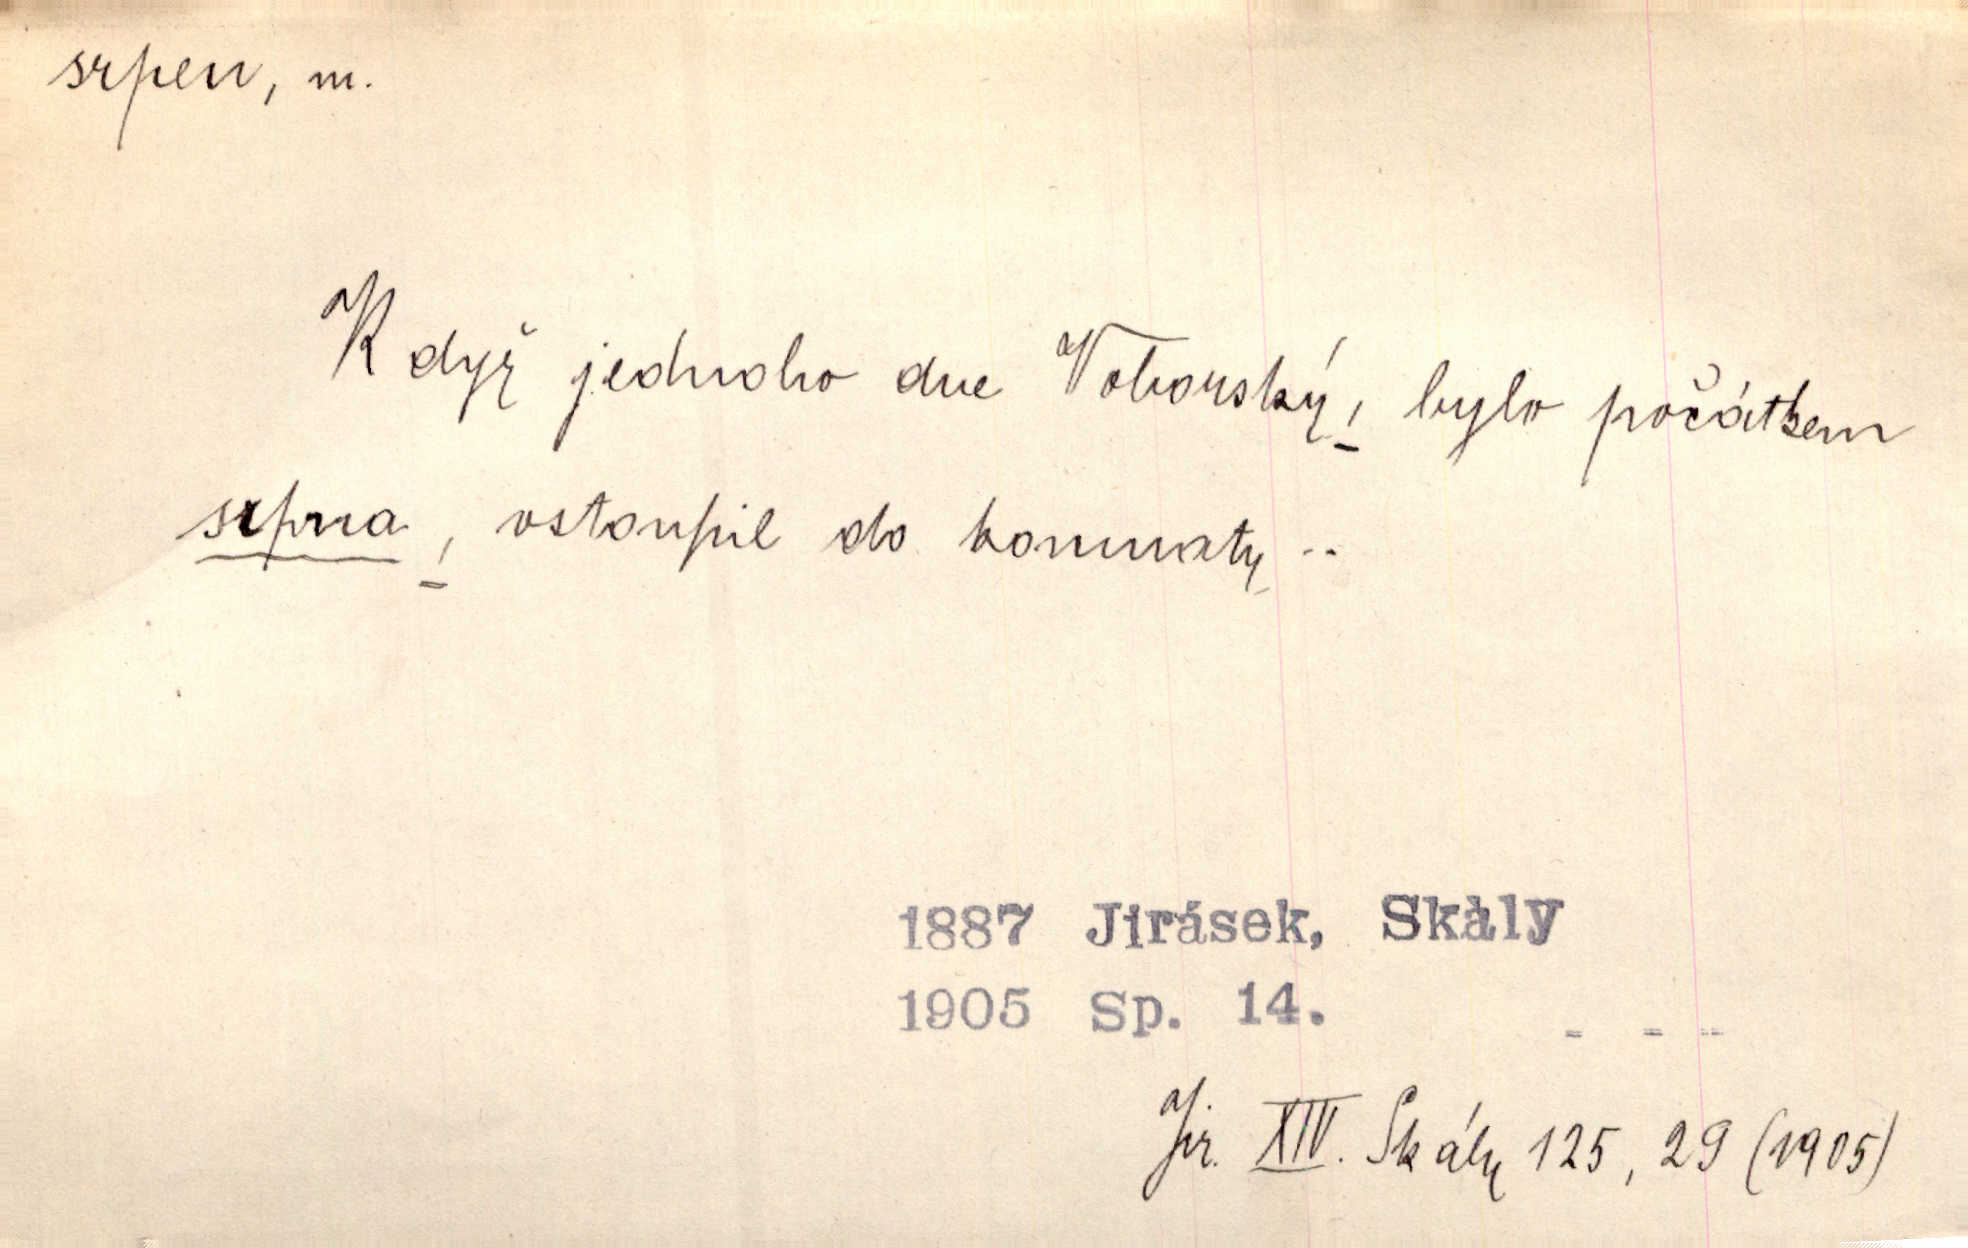 srpen, m.
Když jednoho dne Voborský, bylo počátkem
srpna, vstoupil do komnaty ..
1887 Jirásek, Skály
1905 Sp. 14.
Jir. XIV. Skály 125, 29 (1905)